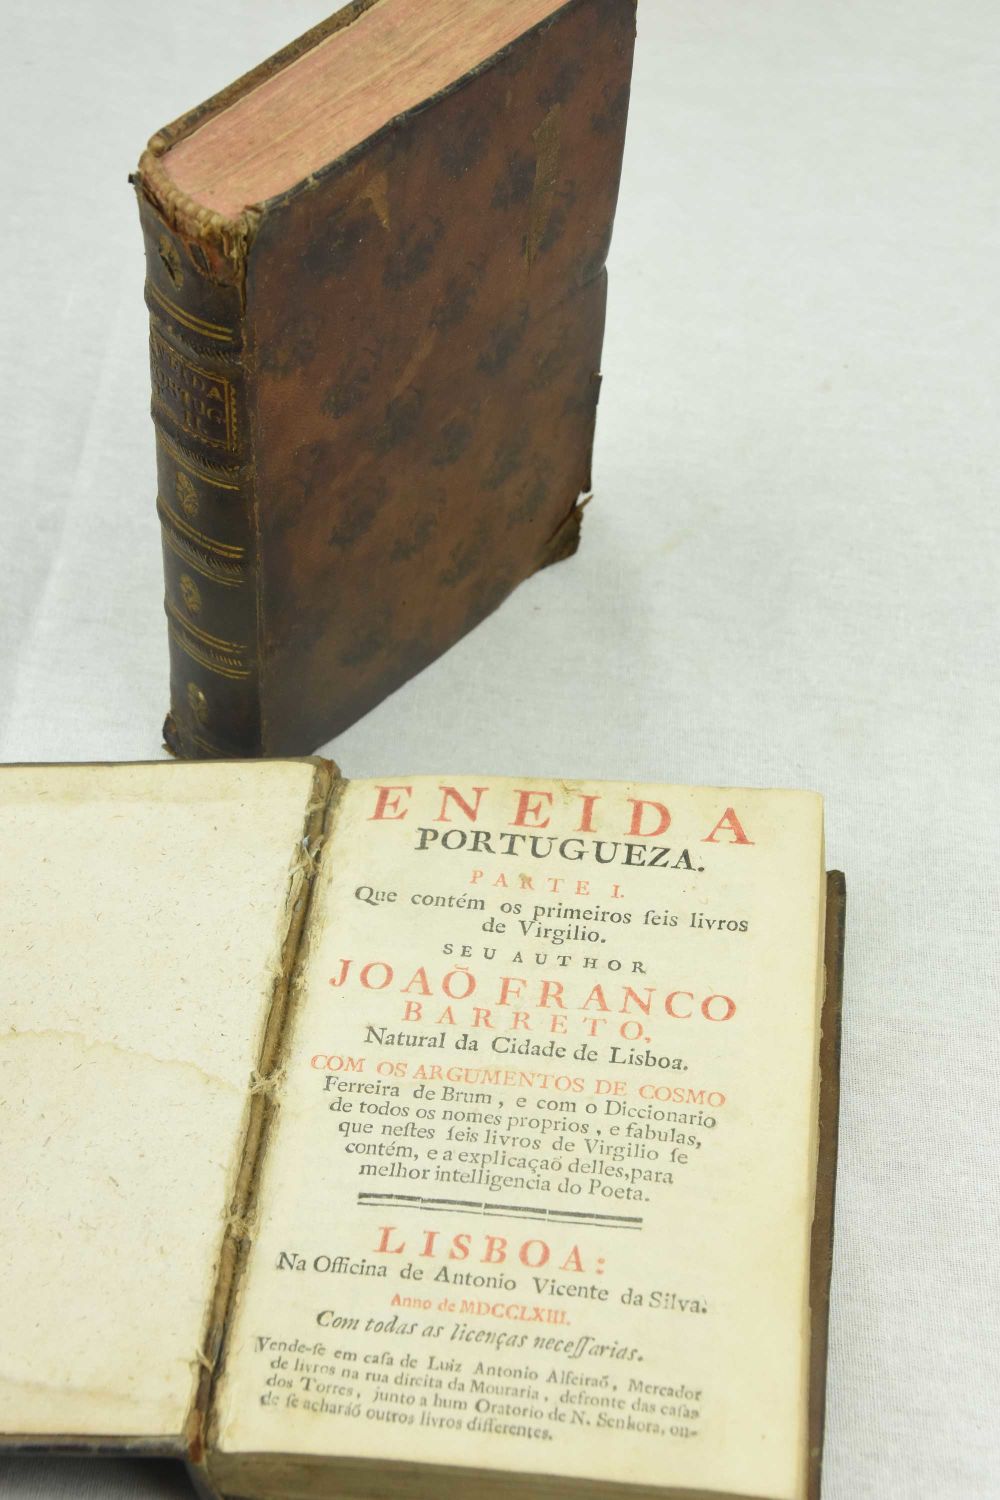 ENEIDA
PORTUG
II.
ENEIDA
PORTUGUEZA.
PARTE I.
Que contém os primeiros ſeis livros
de Virgilio.
SEU AUTHOR
JOAÕ FRANCO
BARRETO,
Natural da Cidade de Lisboa.
COM OS ARGUMENTOS DE COSMO
Ferreira de Brum, e com o Diccionario
de todos os nomes proprios, e fabulas,
que neſtes ſeis livros de Virgilio ſe
contém, e a explicaçaõ delles, para
melhor intelligencia do Poeta.
LISBOA:
Na Officina de Antonio Vicente da Silva.
Anno de MDCCLXIII.
Com todas as licenças neceſſarias.
Vende-ſe em caſa de Luiz Antonio Alfeiraõ, Mercador
de livros na rua direita da Mouraria, defronte das caſas
dos Torres, junto a hum Oratorio de N. Senhora, on-
de ſe acharáõ outros livros differentes.